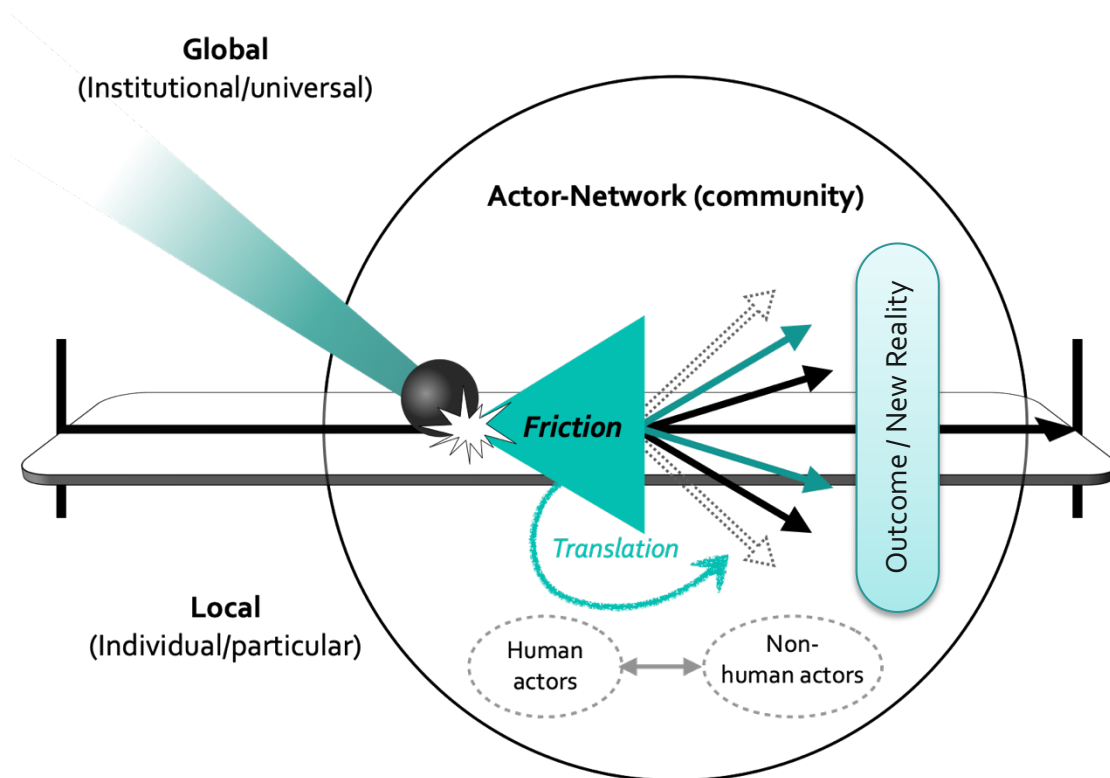 Global
(Institutional/universal)
Actor-Network (community)
Friction
Outcome / New Reality
Translation
Local
(Individual/particular)
Human
actors
Non-
human actors